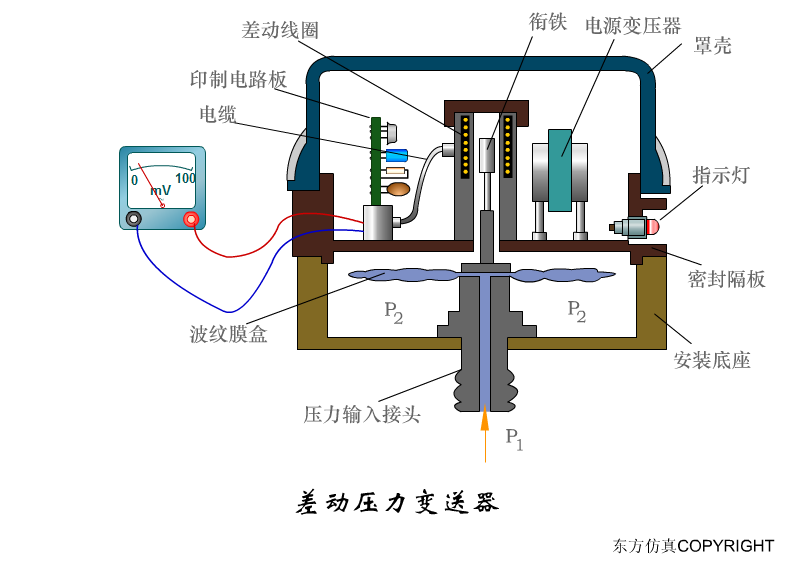 差动线圈
衔铁
电源变压器
罩壳
印制电路板
电缆
0
100
mV
指示灯
密封隔板
P2
P2
波纹膜盒
安装底座
压力输入接头
P1
差动压力变送器
东方仿真COPYRIGHT